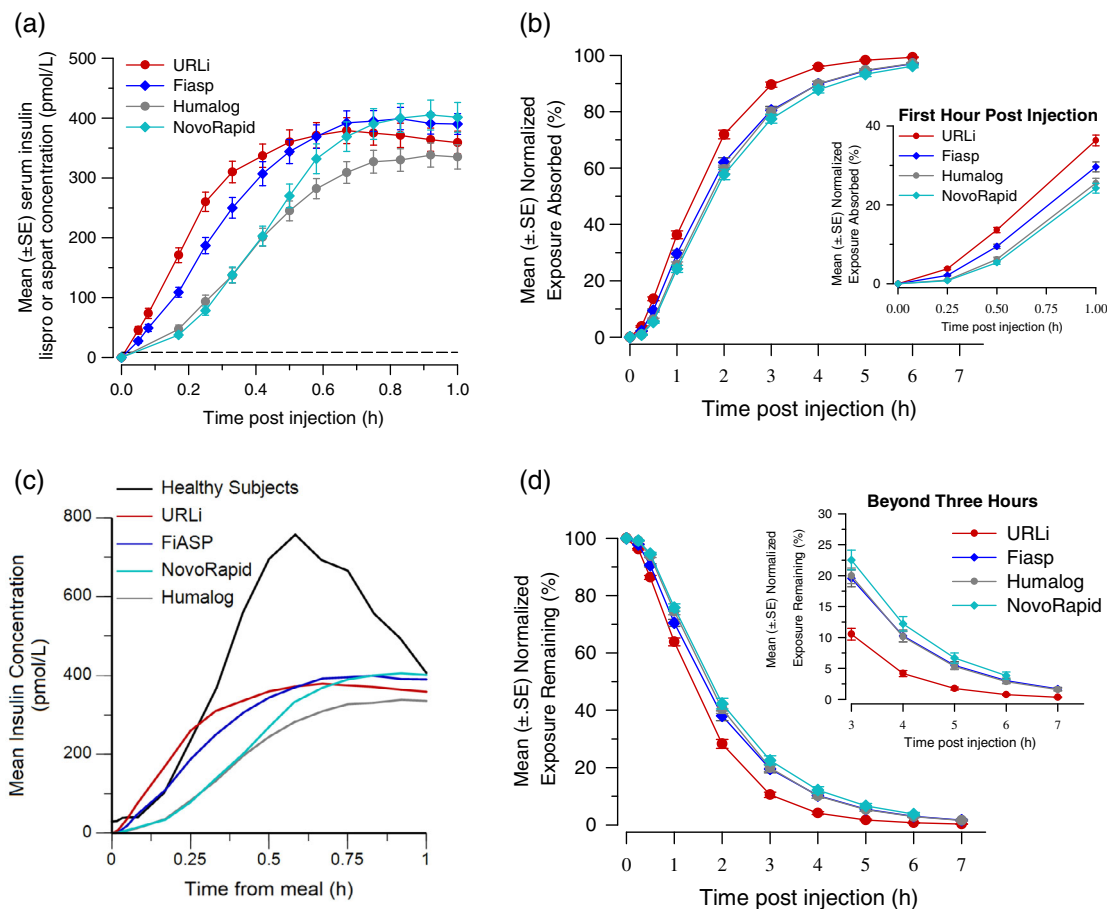 (a)
Mean (±SE) serum insulin
lispro or aspart concentration (pmol/L)
500
400
300
200
100
0
URLi
Fiasp
Humalog
NovoRapid
0.0 0.2 0.4 0.6 0.8 1.0
Time post injection (h)
(b)
Mean (±.SE) Normalized
Exposure Absorbed (%)
100
80
60
40
20
0
0 1 2 3 4 5 6 7
Time post injection (h)
First Hour Post Injection
Mean (±.SE) Normalized
Exposure Absorbed (%)
40
20
0
URLi
Fiasp
Humalog
NovoRapid
0.00 0.25 0.50 0.75 1.00
Time post injection (h)
(c)
Mean Insulin Concentration
(pmol/L)
800
600
400
200
0
Healthy Subjects
URLi
FiASP
NovoRapid
Humalog
0 0.25 0.5 0.75 1
Time from meal (h)
(d)
Mean (±.SE) Normalized
Exposure Remaining (%)
100
80
60
40
20
0
0 1 2 3 4 5 6 7
Time post injection (h)
Beyond Three Hours
Mean (±.SE) Normalized
Exposure Remaining (%)
30
25
20
15
10
5
0
URLi
Fiasp
Humalog
NovoRapid
3 4 5 6 7
Time post injection (h)